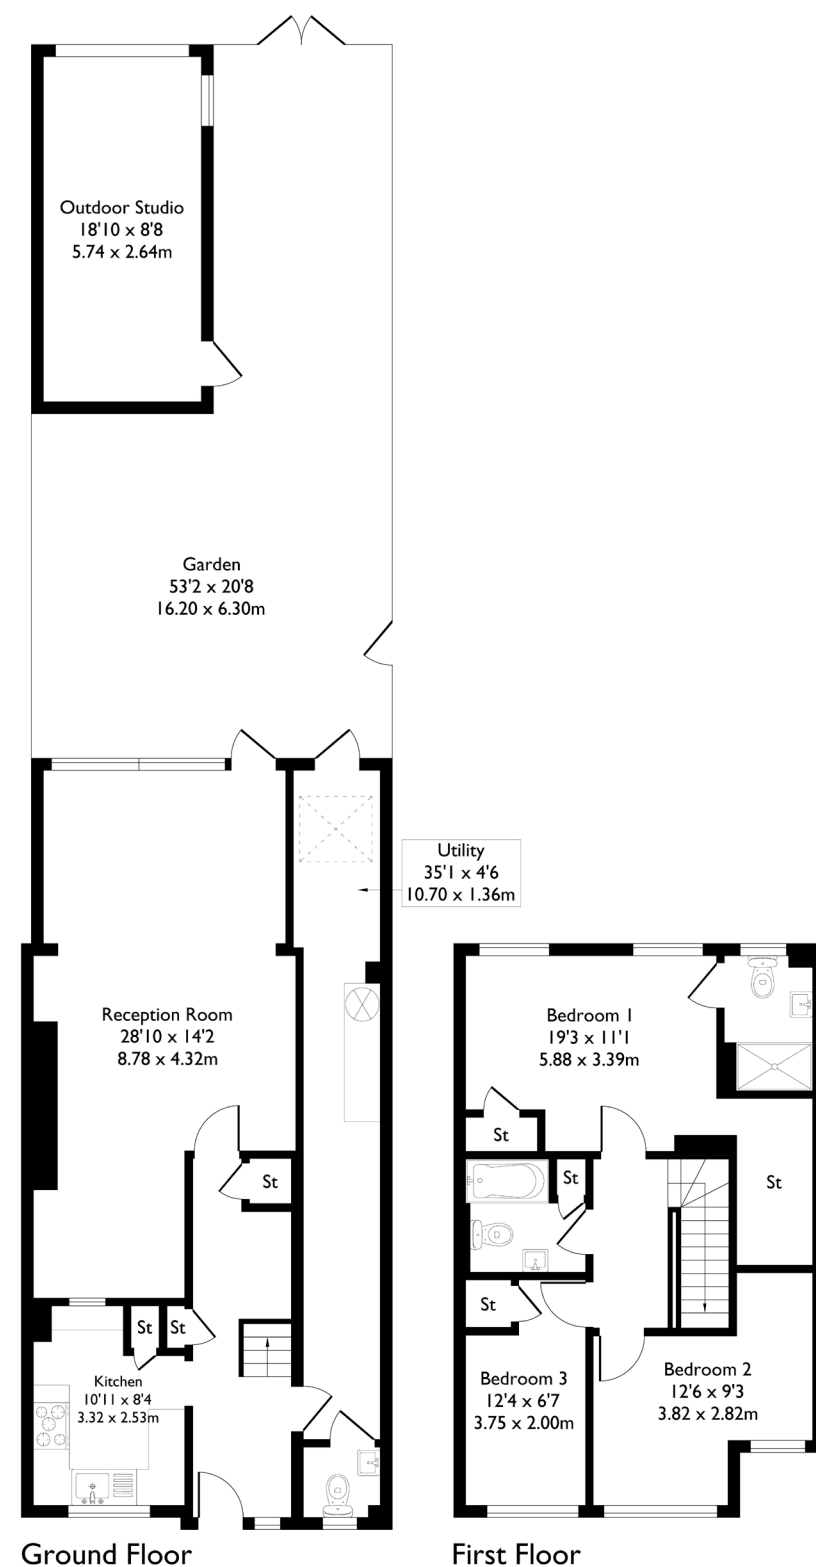 Outdoor Studio
18'10 x 8'8
5.74 x 2.64m
Garden
53'2 x 20'8
16.20 x 6.30m
Utility
35'1 x 4'6
10.70 x 1.36m
Reception Room
28'10 x 14'2
8.78 x 4.32m
St
St
St
Kitchen
10'11 x 8'4
3.32 x 2.53m
Ground Floor
Bedroom 1
19'3 x 11'1
5.88 x 3.39m
St
St
St
St
Bedroom 3
12'4 x 6'7
3.75 x 2.00m
Bedroom 2
12'6 x 9'3
3.82 x 2.82m
First Floor